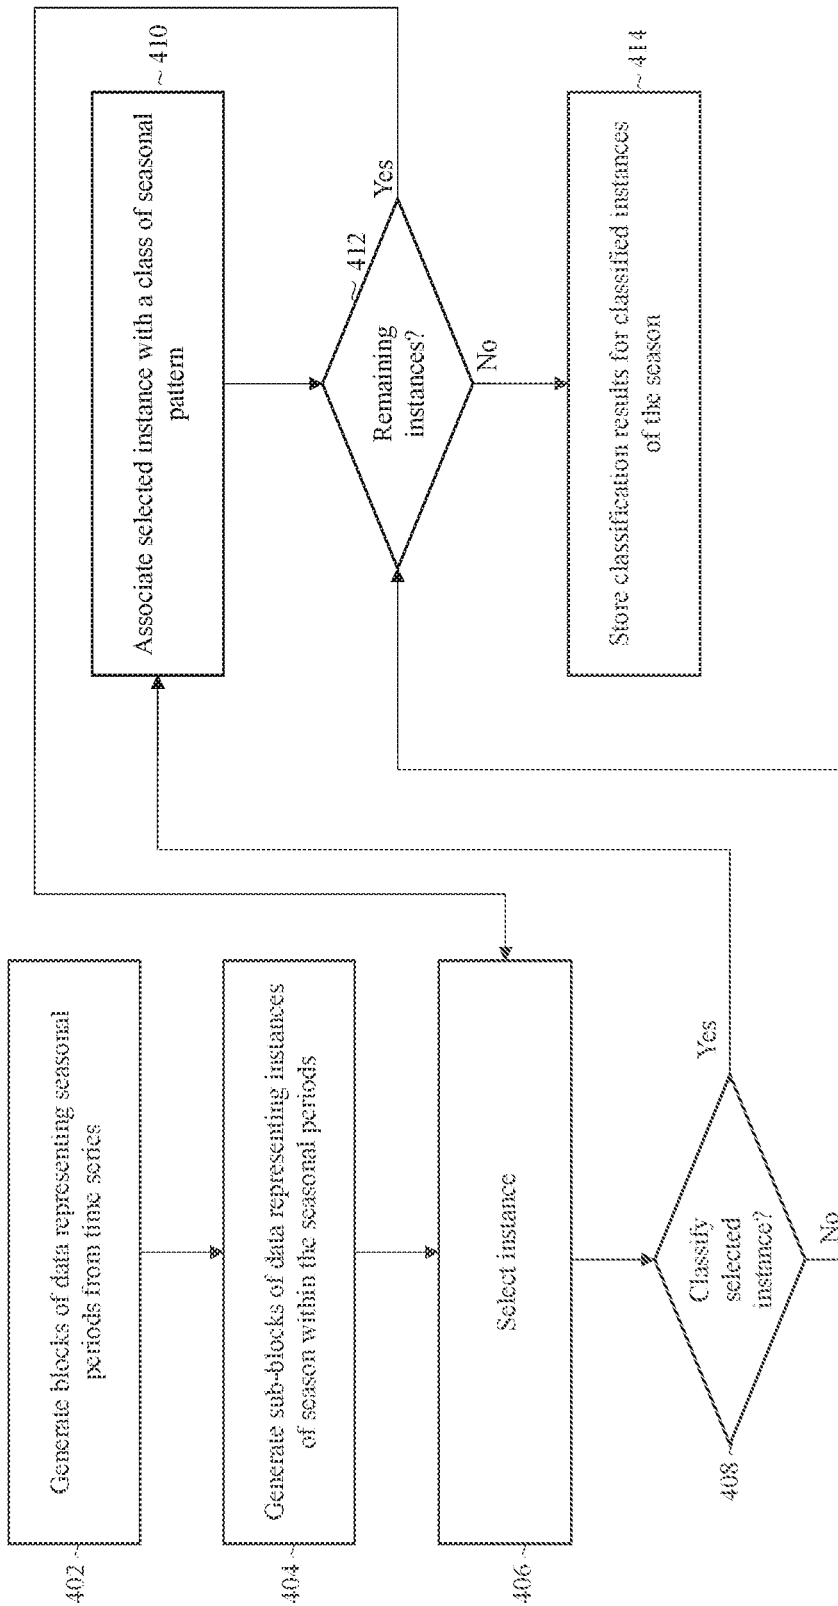 402 ~
Generate blocks of data representing seasonal
periods from time series
404 ~
Generate sub-blocks of data representing instances
of season within the seasonal periods
406 ~
Select instance
408 ~
Classify
selected
instance?
Yes
No
Associate selected instance with a class of seasonal
pattern
~ 410
Remaining
instances?
~ 412
Yes
No
Store classification results for classified instances
of the season
~ 414